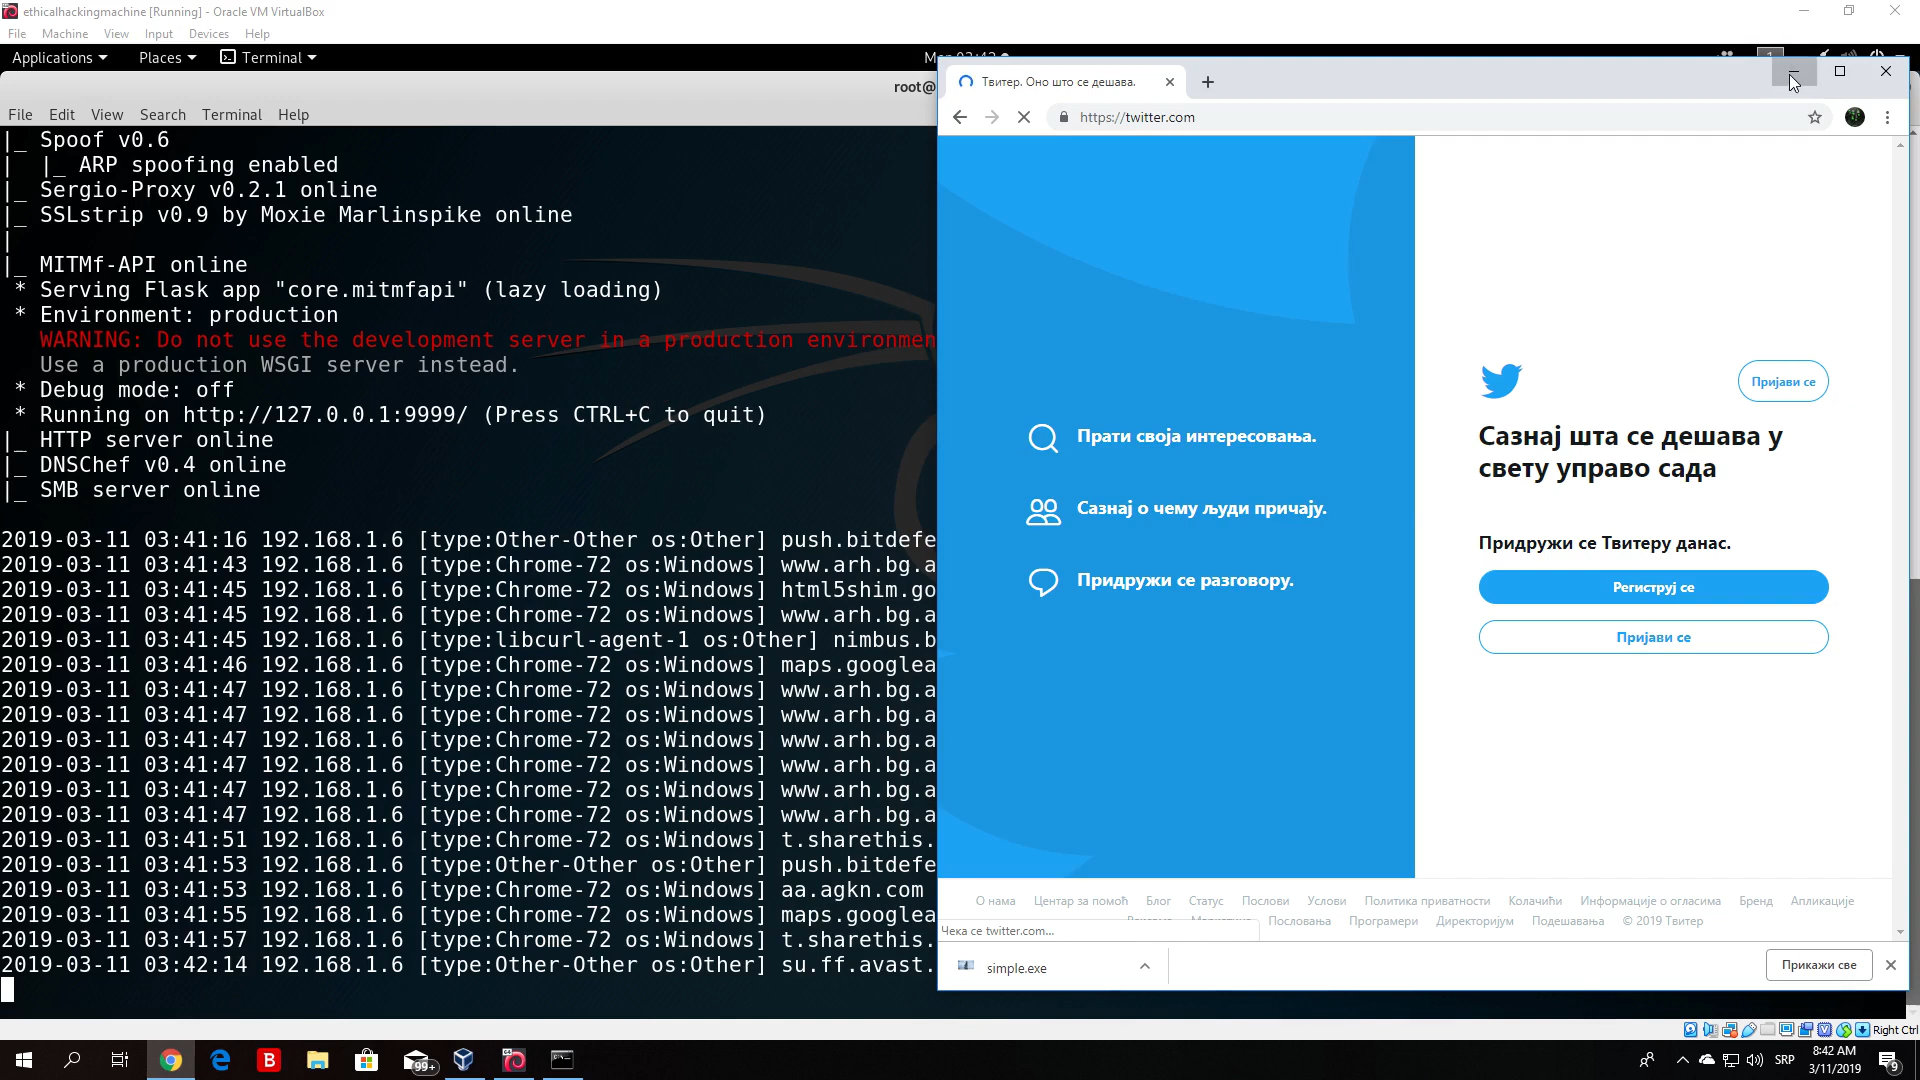 ethicalhackingmachine [Running] - Oracle VM VirtualBox
File Machine View Input Devices Help
Applications Places Terminal
root@
File Edit View Search Terminal Help
|_ Spoof v0.6
|  |_ ARP spoofing enabled
|_ Sergio-Proxy v0.2.1 online
|_ SSLstrip v0.9 by Moxie Marlinspike online
|
|_ MITMf-API online
* Serving Flask app "core.mitmfapi" (lazy loading)
* Environment: production
WARNING: Do not use the development server in a production environmen
Use a production WSGI server instead.
* Debug mode: off
* Running on http://127.0.0.1:9999/ (Press CTRL+C to quit)
|_ HTTP server online
|_ DNSChef v0.4 online
|_ SMB server online
2019-03-11 03:41:16 192.168.1.6 [type:Other-Other os:Other] push.bitdefe
2019-03-11 03:41:43 192.168.1.6 [type:Chrome-72 os:Windows] www.arh.bg.a
2019-03-11 03:41:45 192.168.1.6 [type:Chrome-72 os:Windows] html5shim.go
2019-03-11 03:41:45 192.168.1.6 [type:Chrome-72 os:Windows] www.arh.bg.a
2019-03-11 03:41:45 192.168.1.6 [type:libcurl-agent-1 os:Other] nimbus.b
2019-03-11 03:41:46 192.168.1.6 [type:Chrome-72 os:Windows] maps.googlea
2019-03-11 03:41:47 192.168.1.6 [type:Chrome-72 os:Windows] www.arh.bg.a
2019-03-11 03:41:47 192.168.1.6 [type:Chrome-72 os:Windows] www.arh.bg.a
2019-03-11 03:41:47 192.168.1.6 [type:Chrome-72 os:Windows] www.arh.bg.a
2019-03-11 03:41:47 192.168.1.6 [type:Chrome-72 os:Windows] www.arh.bg.a
2019-03-11 03:41:47 192.168.1.6 [type:Chrome-72 os:Windows] www.arh.bg.a
2019-03-11 03:41:47 192.168.1.6 [type:Chrome-72 os:Windows] www.arh.bg.a
2019-03-11 03:41:51 192.168.1.6 [type:Chrome-72 os:Windows] t.sharethis.
2019-03-11 03:41:53 192.168.1.6 [type:Other-Other os:Other] push.bitdefe
2019-03-11 03:41:53 192.168.1.6 [type:Chrome-72 os:Windows] aa.agkn.com
2019-03-11 03:41:55 192.168.1.6 [type:Chrome-72 os:Windows] maps.googlea
2019-03-11 03:41:57 192.168.1.6 [type:Chrome-72 os:Windows] t.sharethis.
2019-03-11 03:42:14 192.168.1.6 [type:Other-Other os:Other] su.ff.avast.
Твитер. Оно што се дешава.
https://twitter.com
Прати своја интересовања.
Сазнај о чему људи причају.
Придружи се разговору.
Пријави се
Сазнај шта се дешава у
свету управо сада
Придружи се Твитеру данас.
Региструј се
Пријави се
О нама Центар за помоћ Блог Статус Послови Услови Политика приватности Колачићи Информације о огласима Бренд Апликације
Пословања Програмери Директоријум Подешавања © 2019 Твитер
Чека се twitter.com...
simple.exe
Прикажи све
Right Ctrl
99+
SRP
8:42 AM
3/11/2019
9